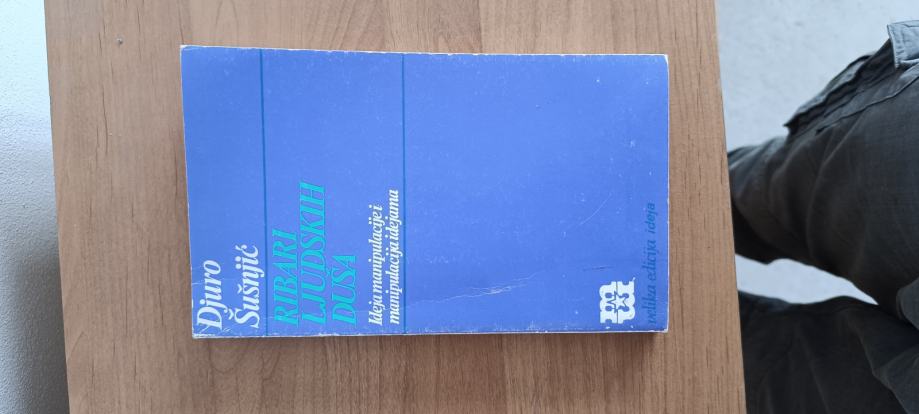 Djuro
Šušnjić
RIBARI
LJUDSKIH
DUŠA
Ideja manipulacije i
manipulacija idejama
velika edicija ideja